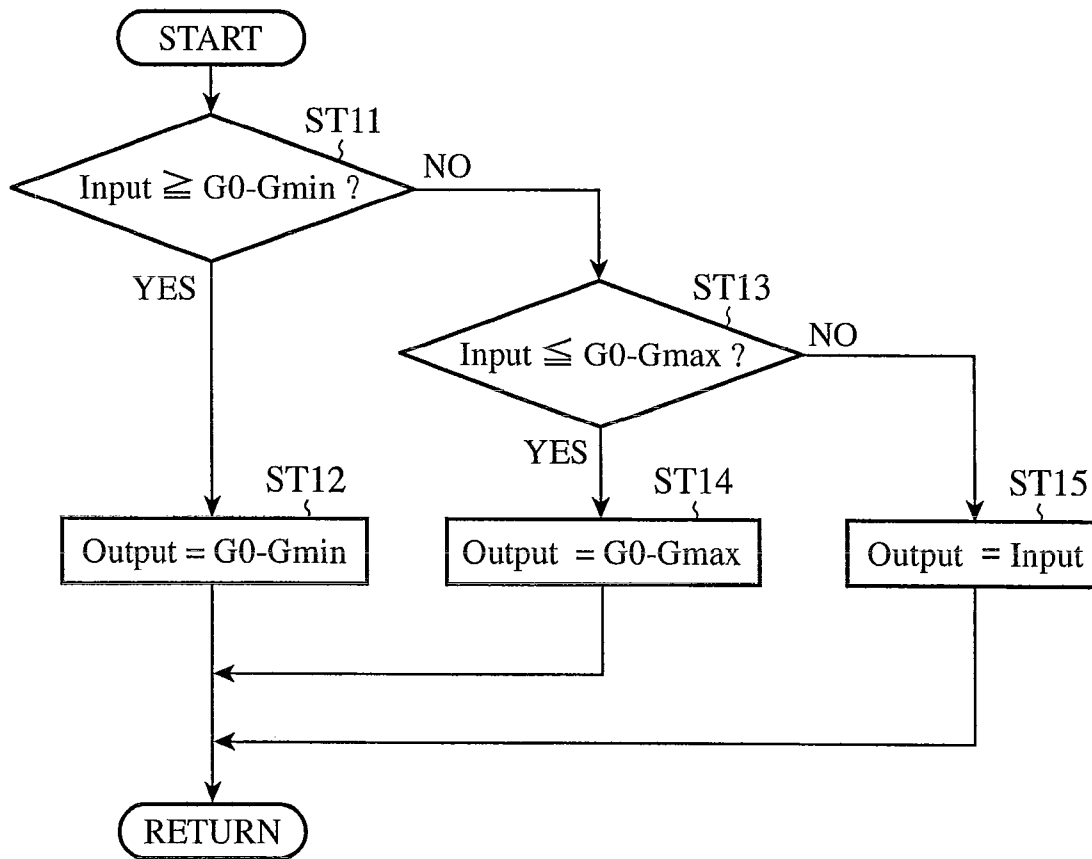 START
ST11
Input ≧ G0-Gmin ?
NO
YES
ST13
Input ≦ G0-Gmax ?
NO
YES
ST12
Output = G0-Gmin
ST14
Output = G0-Gmax
ST15
Output = Input
RETURN